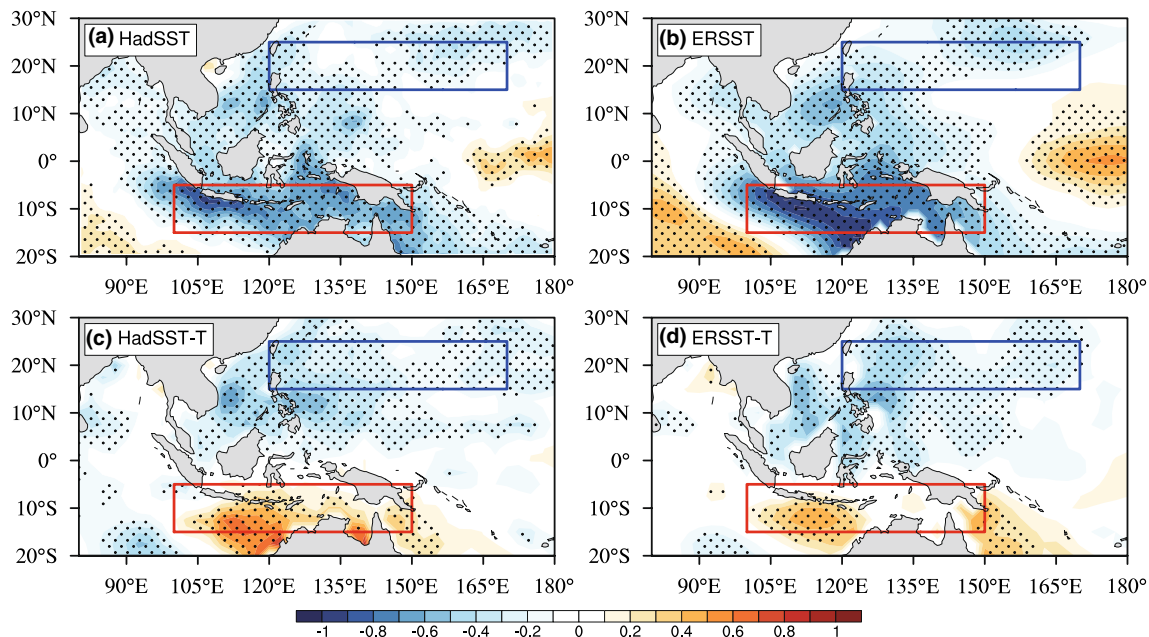 30°N
20°N
10°N
0°
10°S
20°S
(a) HadSST
90°E 105°E 120°E 135°E 150°E 165°E 180°
30°N
20°N
10°N
0°
10°S
20°S
(b) ERSST
90°E 105°E 120°E 135°E 150°E 165°E 180°
30°N
20°N
10°N
0°
10°S
20°S
(c) HadSST-T
90°E 105°E 120°E 135°E 150°E 165°E 180°
30°N
20°N
10°N
0°
10°S
20°S
(d) ERSST-T
90°E 105°E 120°E 135°E 150°E 165°E 180°
-1 -0.8 -0.6 -0.4 -0.2 0 0.2 0.4 0.6 0.8 1